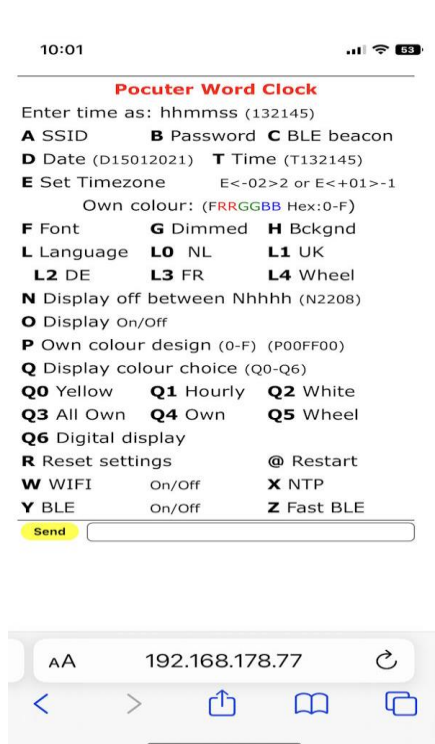 10:01 53
Pocuter Word Clock
Enter time as: hhmmss (132145)
A SSID B Password C BLE beacon
D Date (D15012021) T Time (T132145)
E Set Timezone E<-02>2 or E<+01>-1
Own colour: (FRRGGBB Hex:0-F)
F Font G Dimmed H Bckgnd
L Language L0 NL L1 UK
L2 DE L3 FR L4 Wheel
N Display off between Nhhhh (N2208)
O Display On/Off
P Own colour design (0-F) (P00FF00)
Q Display colour choice (Q0-Q6)
Q0 Yellow Q1 Hourly Q2 White
Q3 All Own Q4 Own Q5 Wheel
Q6 Digital display
R Reset settings @ Restart
W WIFI On/Off X NTP
Y BLE On/Off Z Fast BLE
Send
AA 192.168.178.77